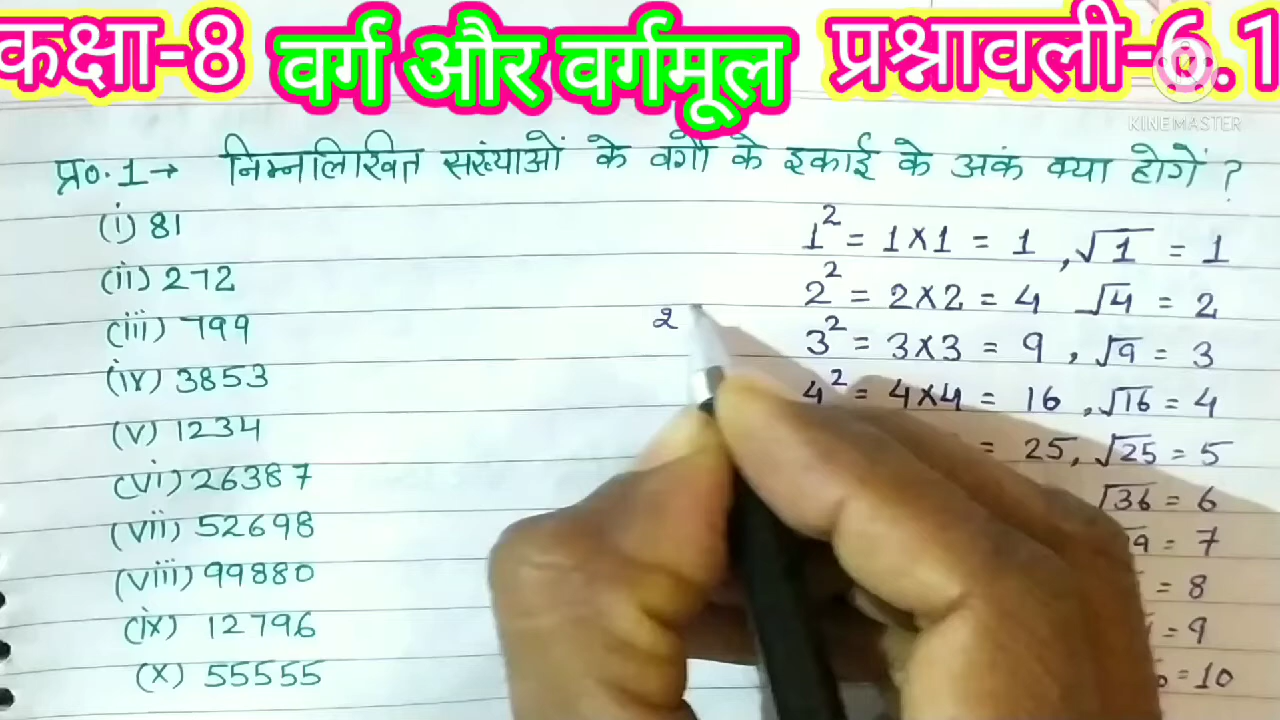 कक्षा-8 वर्ग और वर्गमूल प्रश्नावली-6.1
KINEMASTER
प्र०.1→ निम्नलिखित सख्ंयाओं के वर्गों के इकाई के अकं क्या होगें ?
(i) 81
(ii) 272
(iii) 799
(iv) 3853
(v) 1234
(vi) 26387
(vii) 52698
(viii) 99880
(ix) 12796
(x) 55555
2
1² = 1×1 = 1 , √1 = 1
2² = 2×2 = 4 √4 = 2
3² = 3×3 = 9 , √9 = 3
4² = 4×4 = 16 , √16 = 4
= 25, √25 = 5
√36 = 6
9 = 7
= 8
= 9
= 10